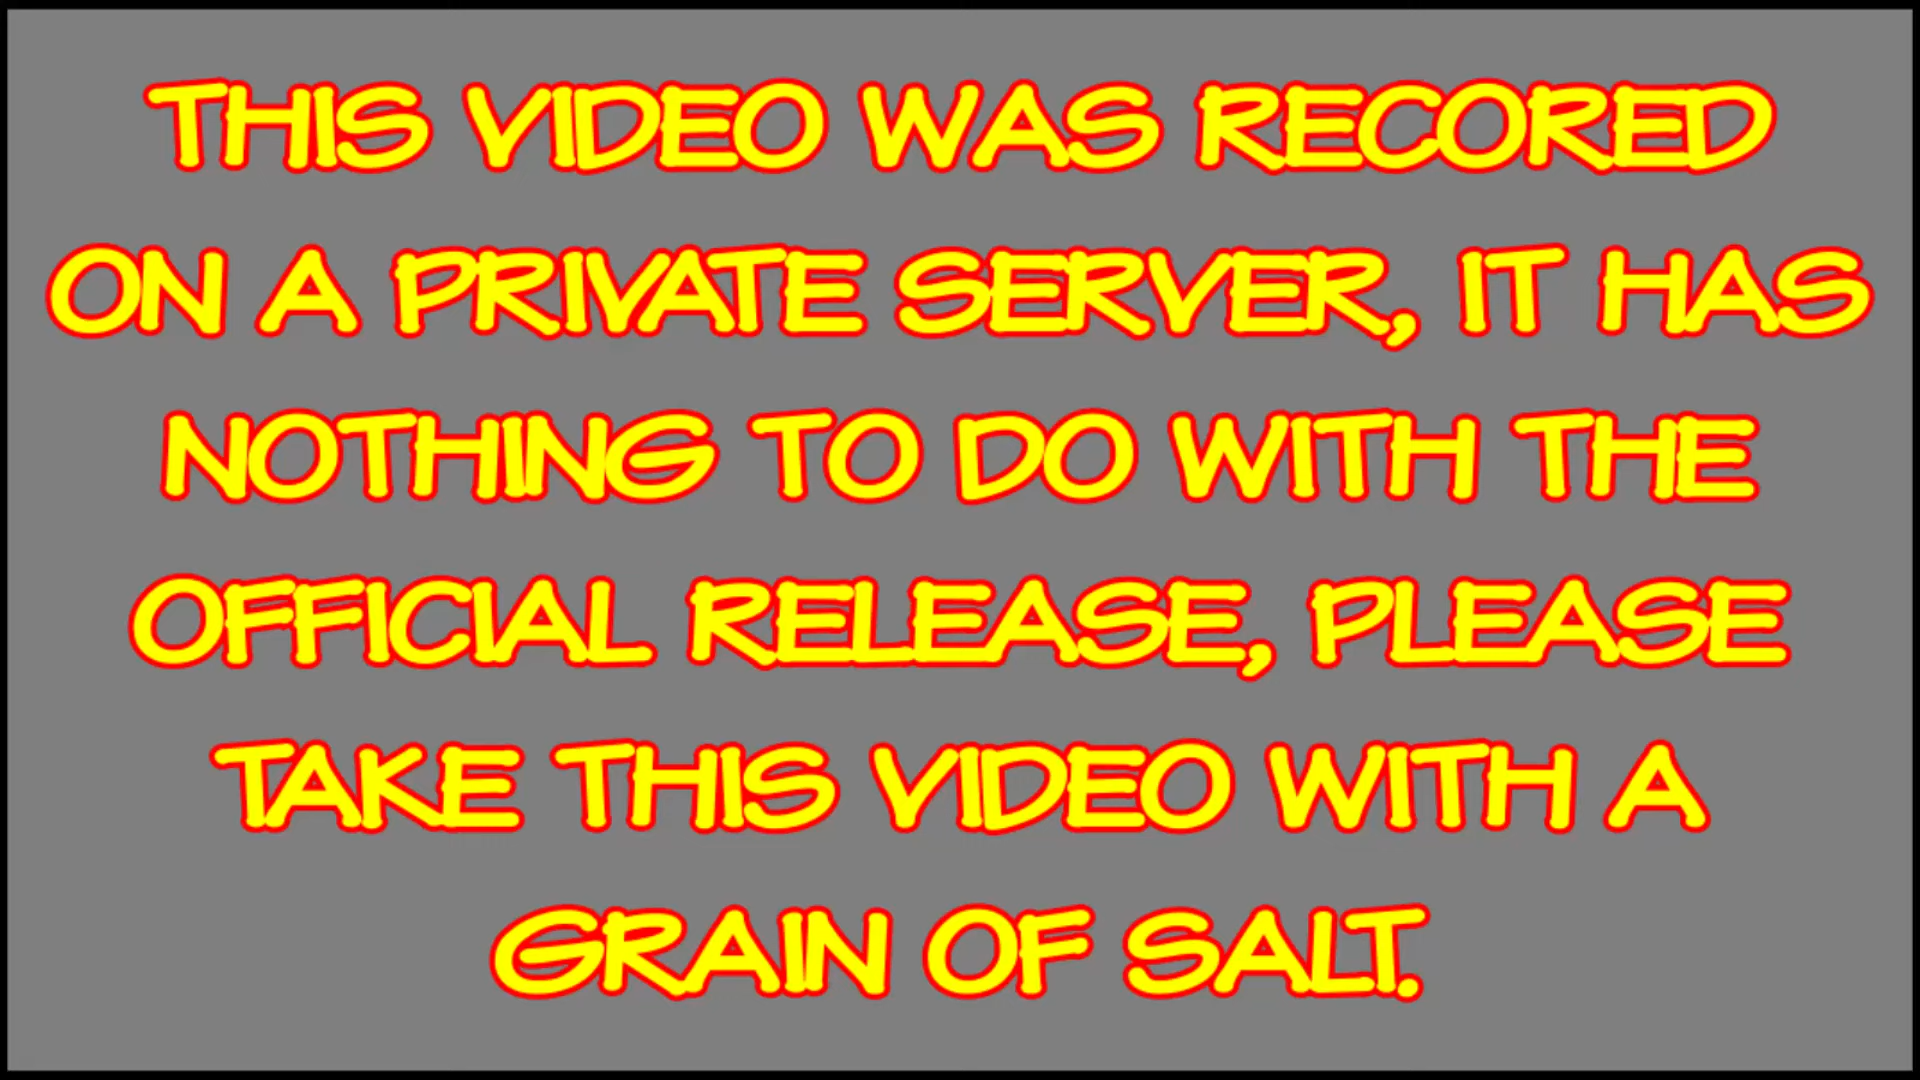 THIS VIDEO WAS RECORED
ON A PRIVATE SERVER, IT HAS
NOTHING TO DO WITH THE
OFFICIAL RELEASE, PLEASE
TAKE THIS VIDEO WITH A
GRAIN OF SALT.